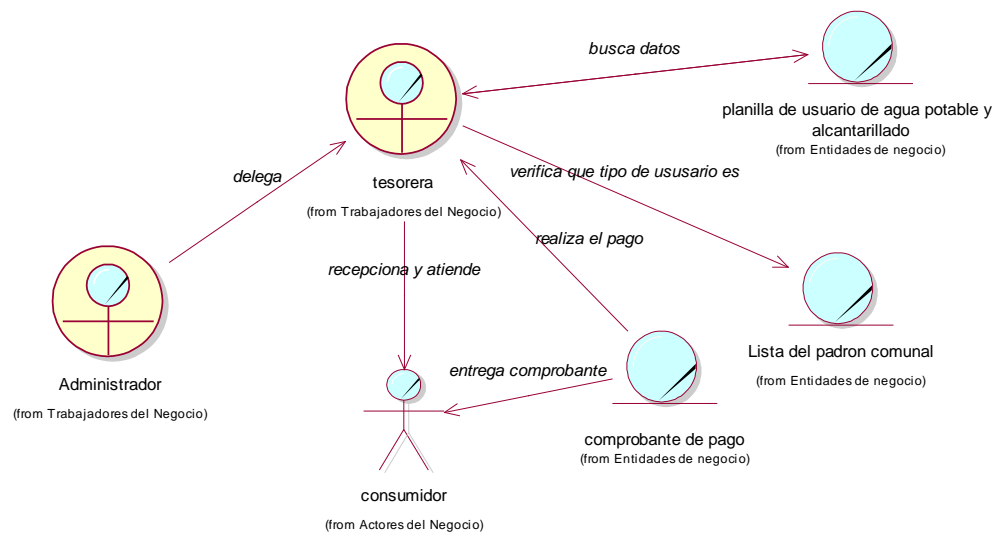 busca datos
planilla de usuario de agua potable y
alcantarillado
(from Entidades de negocio)
delega
tesorera
(from Trabajadores del Negocio)
verifica que tipo de ususario es
realiza el pago
recepciona y atiende
Administrador
(from Trabajadores del Negocio)
Lista del padron comunal
(from Entidades de negocio)
entrega comprobante
comprobante de pago
(from Entidades de negocio)
consumidor
(from Actores del Negocio)